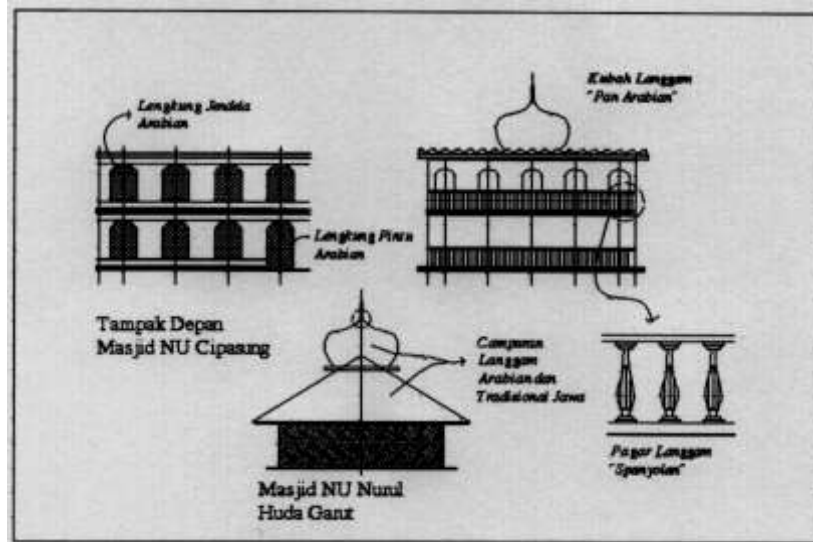 Lengkung Jendela
Arabian
Kubah Langgam
"Pan Arabian"
Lengkung Pintu
Arabian
Tampak Depan
Masjid NU Cipasung
Campuran
Langgam
Arabian dan
Tradisional Jawa
Pagar Langgam
"Spanyolan"
Masjid NU Nurul
Huda Garut